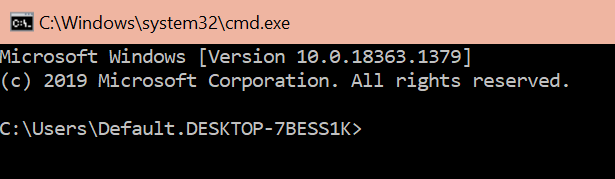 C:\Windows\system32\cmd.exe
Microsoft Windows [Version 10.0.18363.1379]
(c) 2019 Microsoft Corporation. All rights reserved.
C:\Users\Default.DESKTOP-7BESS1K>